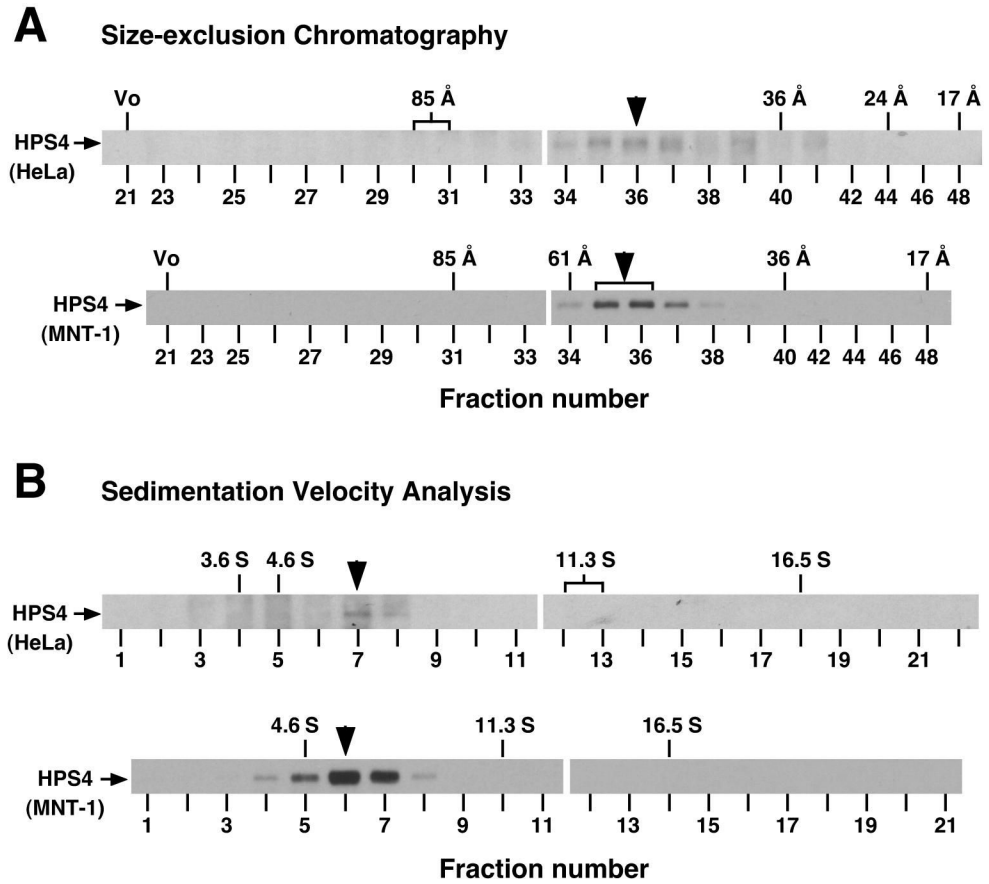 A
Size-exclusion Chromatography
Vo 85 Å 36 Å 24 Å 17 Å
HPS4
(HeLa)
21 23 25 27 29 31 33 34 36 38 40 42 44 46 48
Vo 85 Å 61 Å 36 Å 17 Å
HPS4
(MNT-1)
21 23 25 27 29 31 33 34 36 38 40 42 44 46 48
Fraction number
B
Sedimentation Velocity Analysis
3.6 S 4.6 S 11.3 S 16.5 S
HPS4
(HeLa)
1 3 5 7 9 11 13 15 17 19 21
4.6 S 11.3 S 16.5 S
HPS4
(MNT-1)
1 3 5 7 9 11 13 15 17 19 21
Fraction number